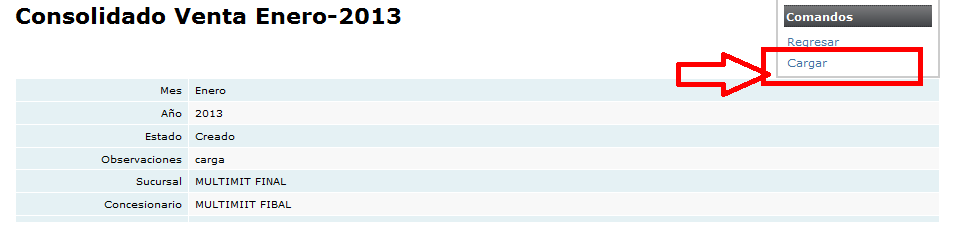 Consolidado Venta Enero-2013
Comandos
Regresar
Cargar
Mes Enero
Año 2013
Estado Creado
Observaciones carga
Sucursal MULTIMIT FINAL
Concesionario MULTIMIIT FIBAL